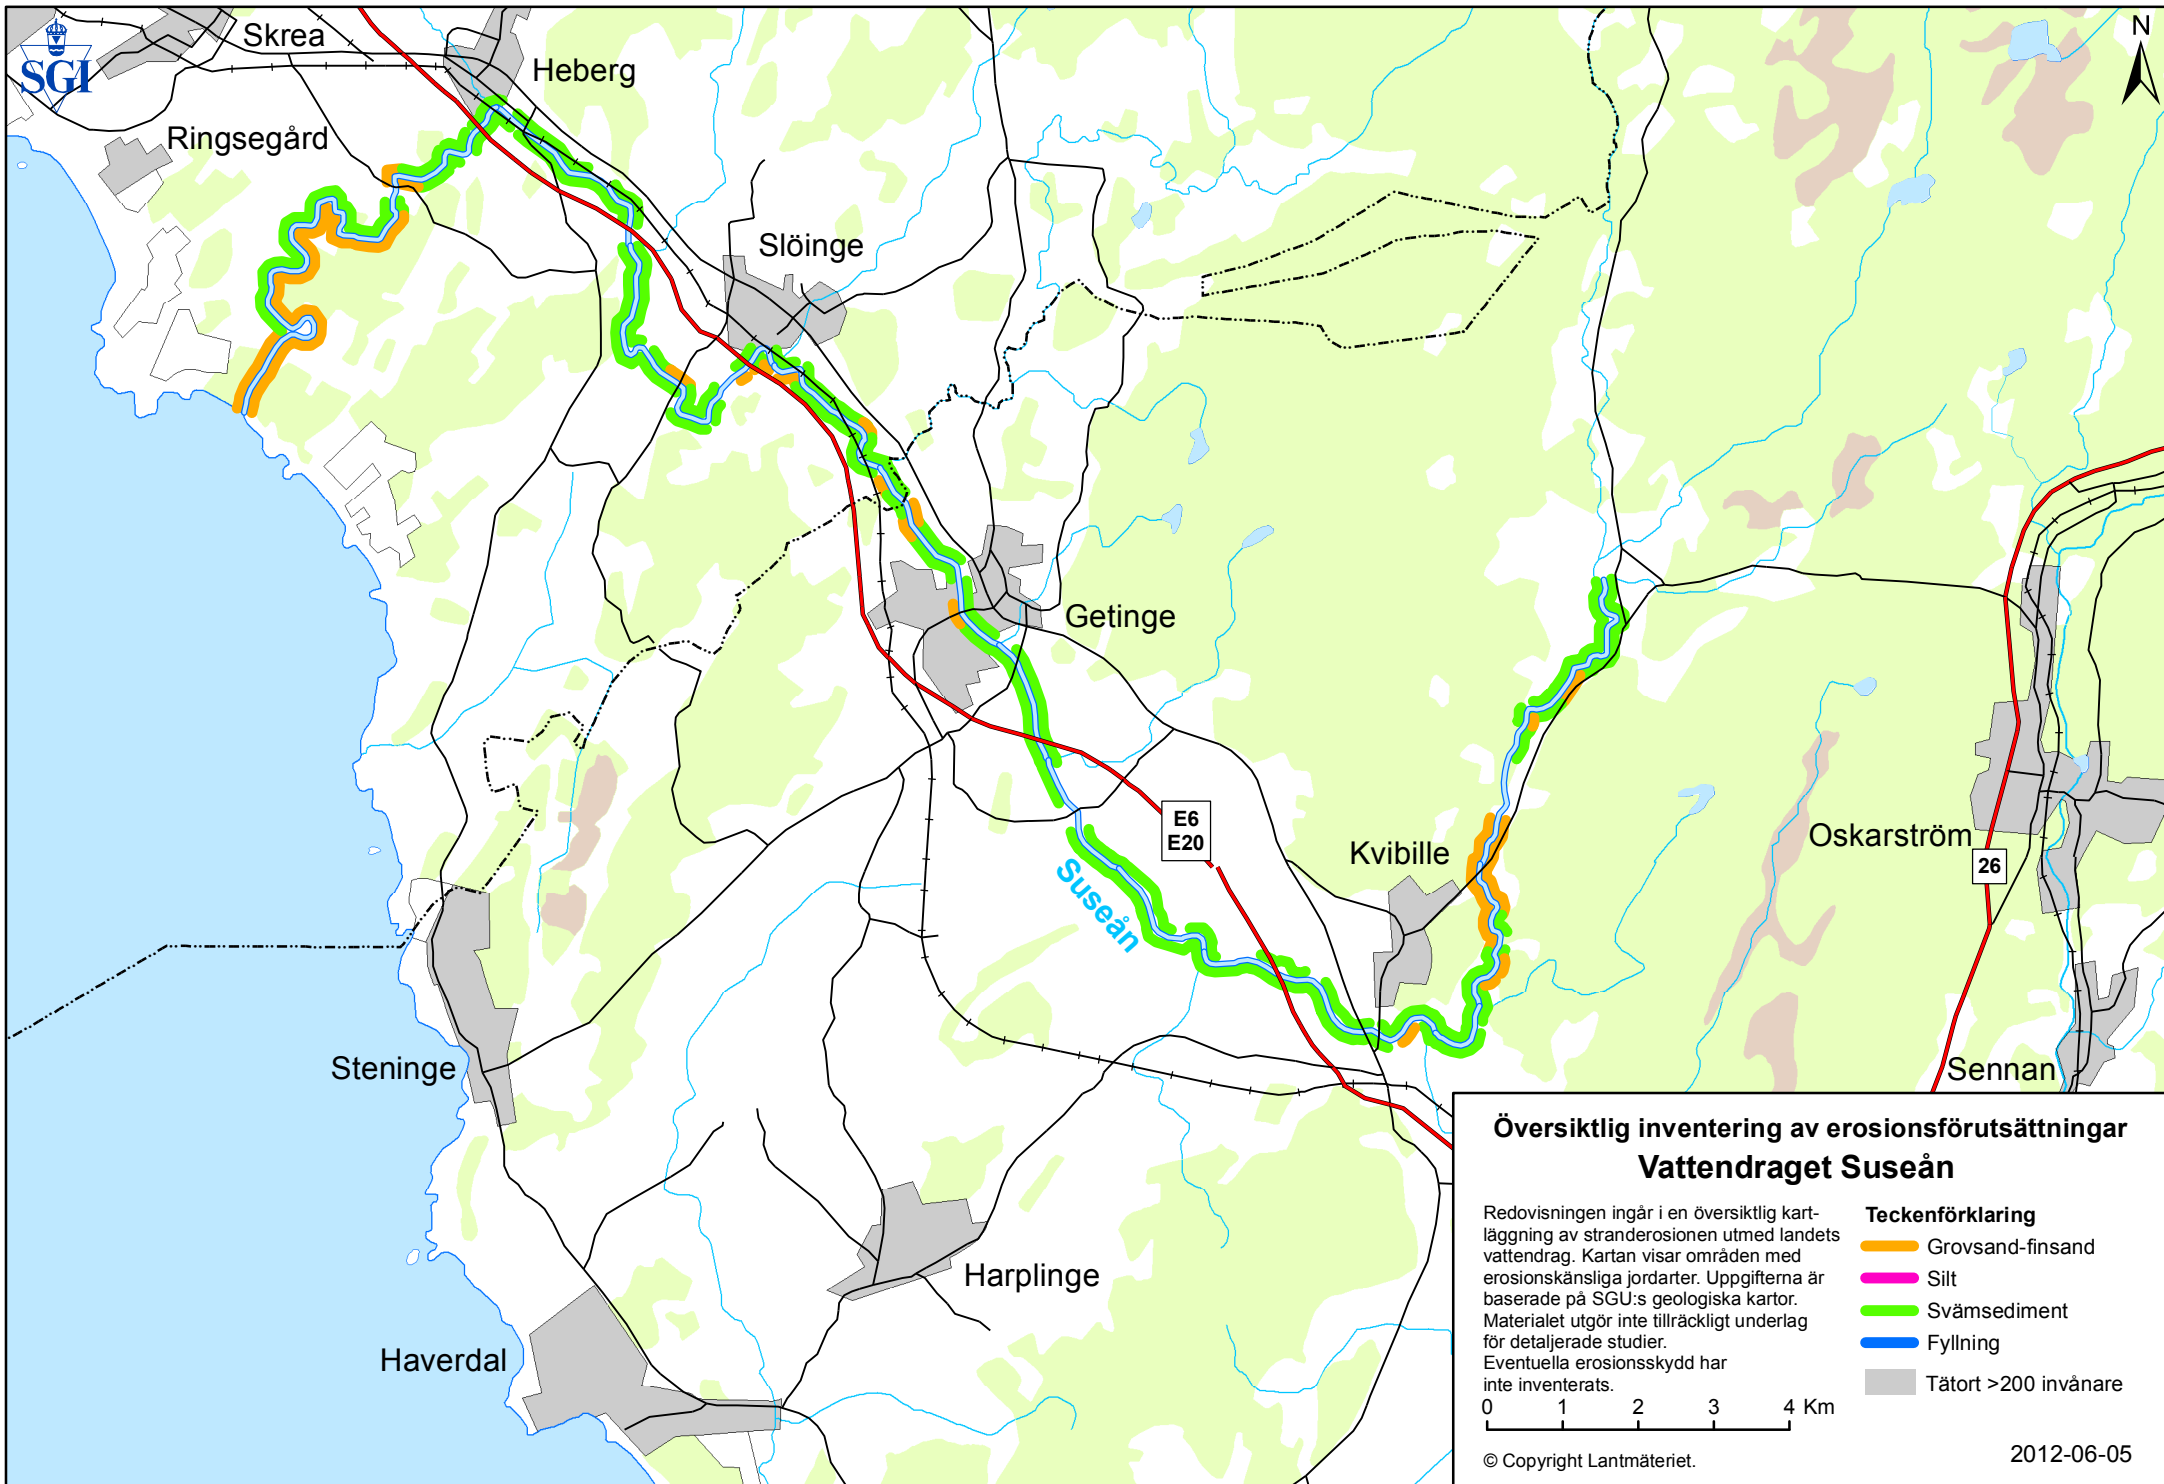 SGI
Skrea
Heberg
N
Ringsegård
Slöinge
Getinge
E6
E20
Kvibille
Oskarström
26
Suseån
Steninge
Sennan
Harplinge
Haverdal
Översiktlig inventering av erosionsförutsättningar
Vattendraget Suseån
Redovisningen ingår i en översiktlig kart-
läggning av stranderosionen utmed landets
vattendrag. Kartan visar områden med
erosionskänsliga jordarter. Uppgifterna är
baserade på SGU:s geologiska kartor.
Materialet utgör inte tillräckligt underlag
för detaljerade studier.
Eventuella erosionsskydd har
inte inventerats.
Teckenförklaring
Grovsand-finsand
Silt
Svämsediment
Fyllning
Tätort >200 invånare
0 1 2 3 4 Km
© Copyright Lantmäteriet.
2012-06-05